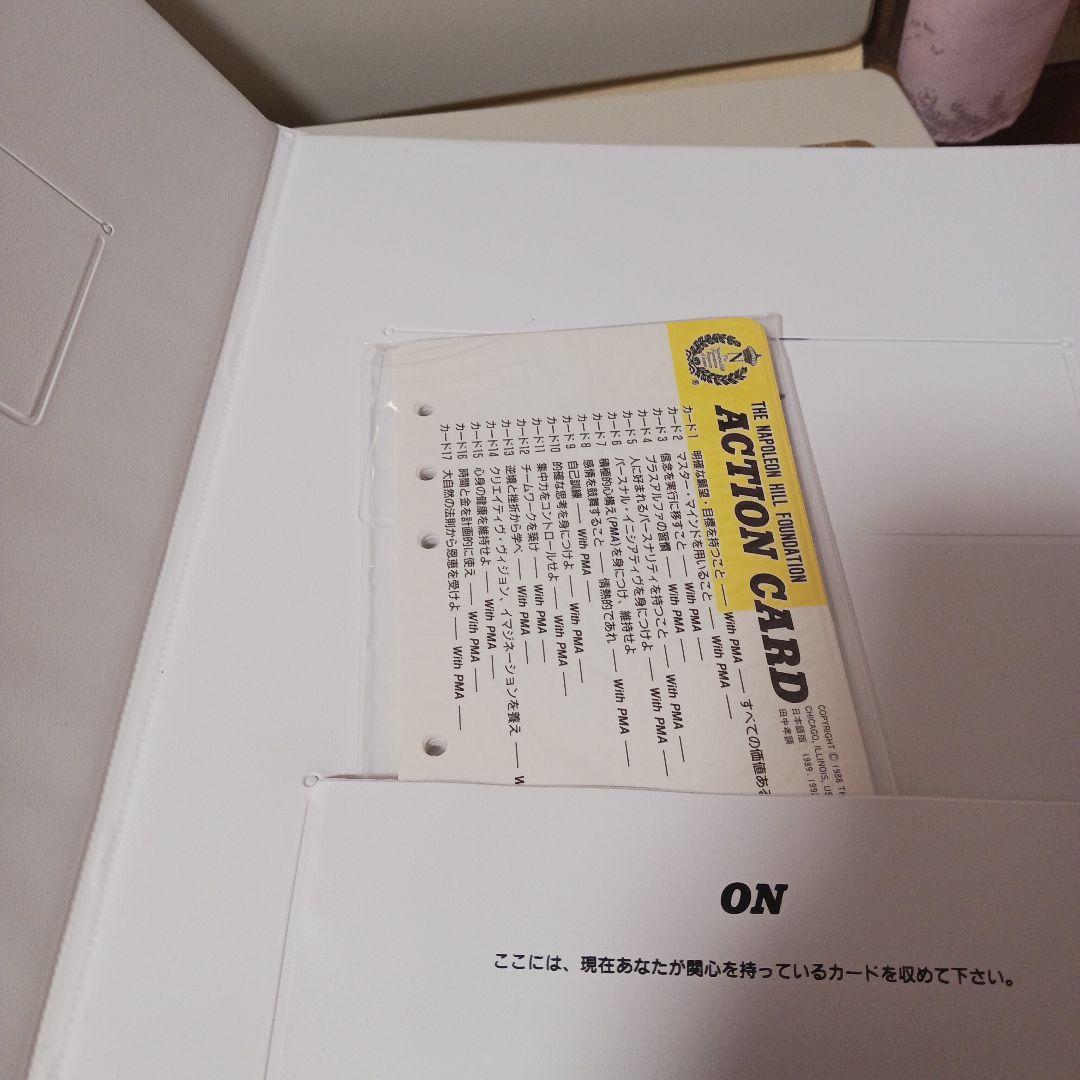 THE NAPOLEON HILL FOUNDATION
ACTION CARD
COPYRIGHT © 1988 TH
CHICAGO, ILLINOIS, US
日本語版 1989.199
田中孝顕
カード1 明確な願望・目標を持つこと ── With PMA ── すべての価値ある
カード2 マスター・マインドを用いること ── With PMA ──
カード3 信念を実行に移すこと ── With PMA ──
カード4 プラスアルファの習慣 ── With PMA ──
カード5 人に好まれるパースナリティを持つこと ── With PMA ──
カード6 パースナル・イニシアティヴを身につけよ ── With PMA ──
カード7 積極的心構え(PMA)を身につけ、維持せよ
カード8 感情を鼓舞すること ── 情熱的であれ ── With PMA ──
カード9 自己訓練 ── With PMA ──
カード10 的確な思考を身につけよ ── With PMA ──
カード11 集中力をコントロールせよ ── With PMA ──
カード12 チームワークを築け ── With PMA ──
カード13 逆境と挫折から学べ ── With PMA ──
カード14 クリエイティヴ・ヴィジョン、イマジネーションを養え ── W
カード15 心身の健康を維持せよ ── With PMA ──
カード16 時間と金を計画的に使え ── With PMA ──
カード17 大自然の法則から恩恵を受けよ ── With PMA ──
ON
ここには、現在あなたが関心を持っているカードを収めて下さい。